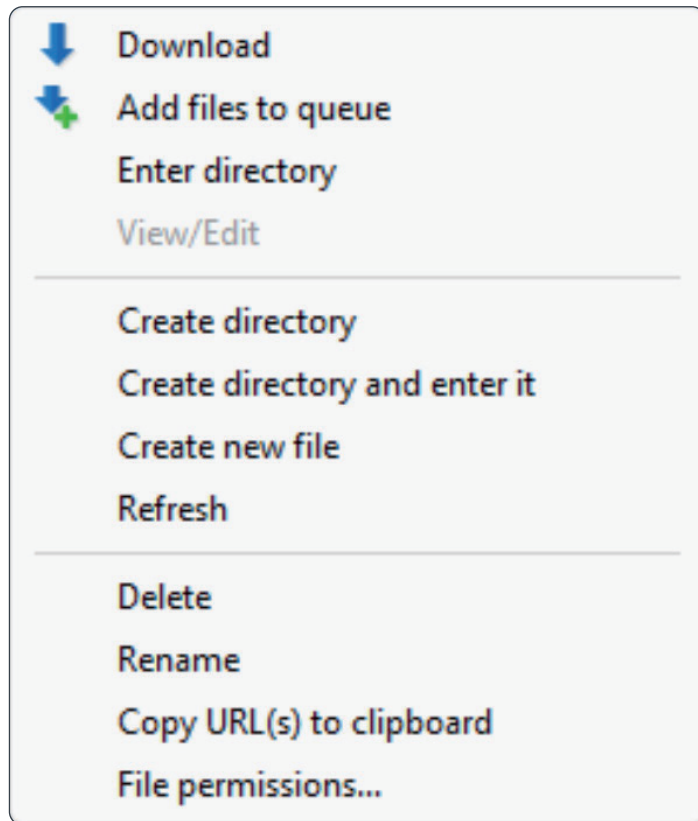 Download
Add files to queue
Enter directory
View/Edit
Create directory
Create directory and enter it
Create new file
Refresh
Delete
Rename
Copy URL(s) to clipboard
File permissions...